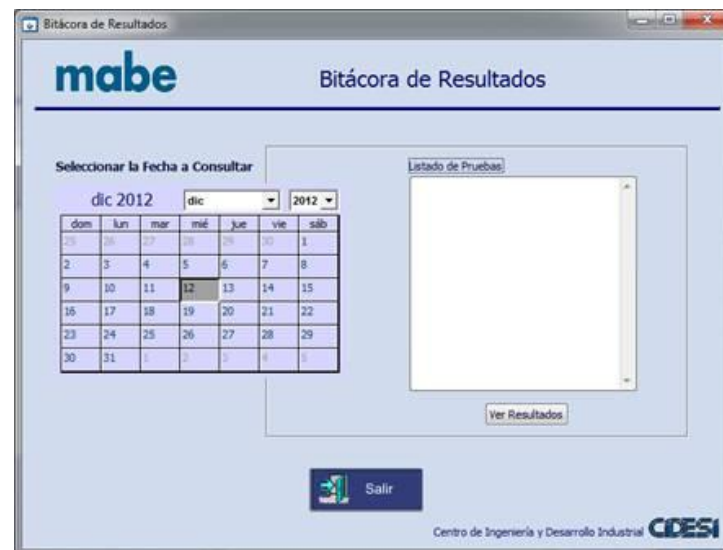 Bitácora de Resultados
mabe
Bitácora de Resultados
Seleccionar la Fecha a Consultar
Listado de Pruebas
dic 2012 dic 2012
dom lun mar mié jue vie sáb
25 26 27 28 29 30 1
2 3 4 5 6 7 8
9 10 11 12 13 14 15
16 17 18 19 20 21 22
23 24 25 26 27 28 29
30 31 1 2 3 4 5
Ver Resultados
Salir
Centro de Ingeniería y Desarrollo Industrial CIDESI